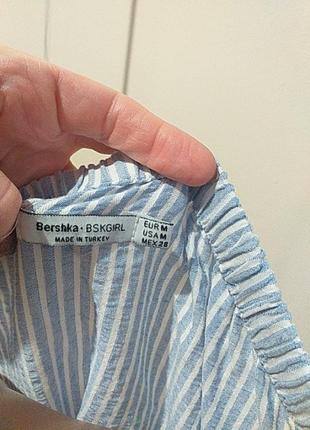 Bershka • BSKGIRL
MADE IN TURKEY
EUR M
USA M
MEX 28